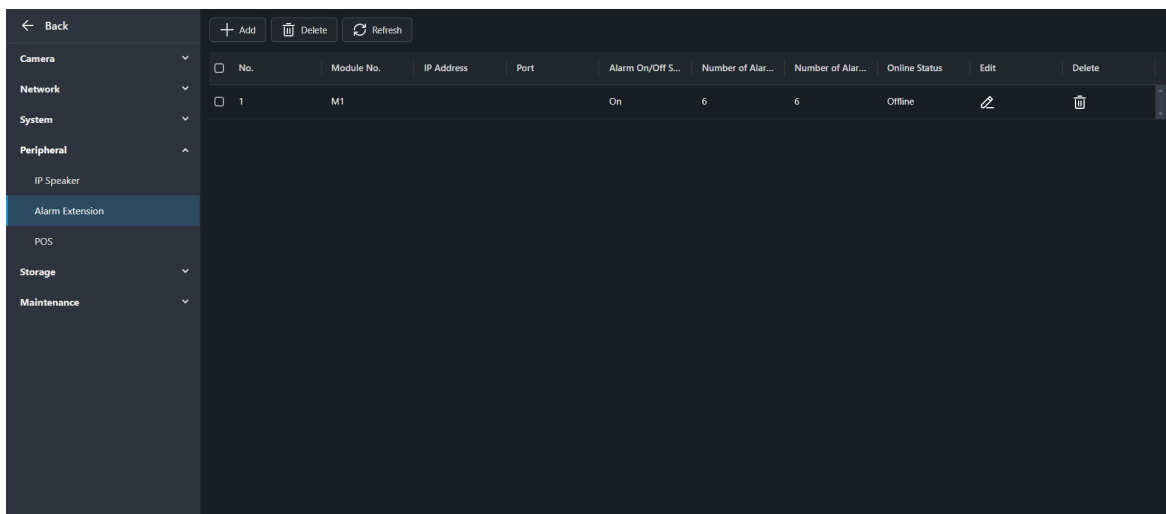 Back
Add Delete Refresh
Camera
Network
System
Peripheral
IP Speaker
Alarm Extension
POS
Storage
Maintenance
No. Module No. IP Address Port Alarm On/Off S... Number of Alar... Number of Alar... Online Status Edit Delete
1 M1 On 6 6 Offline